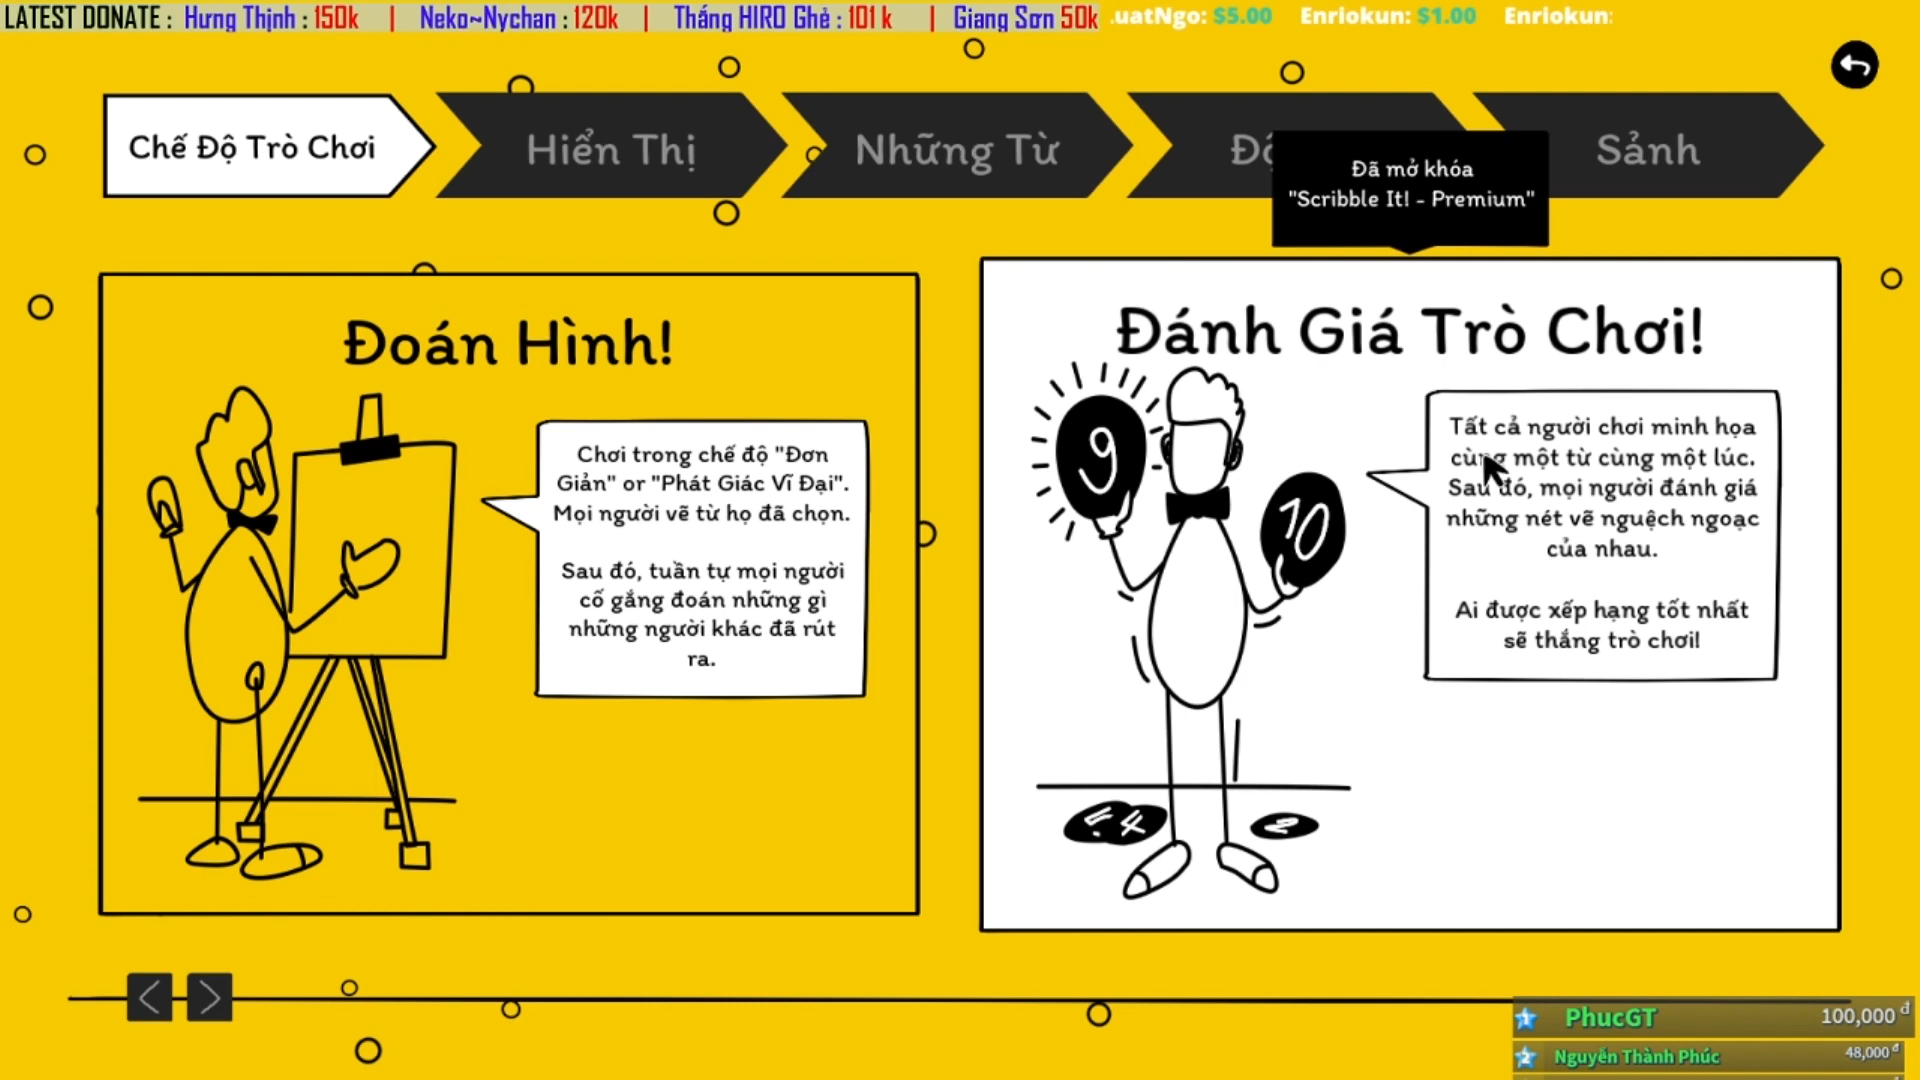 LATEST DONATE : Hưng Thịnh : 150k | Neko~Nychan : 120k | Thắng HIRO Ghẻ : 101 k | Giang Sơn 50k .uatNgo: $5.00 Enriokun: $1.00 Enriokun:
Chế Độ Trò Chơi
Hiển Thị
Những Từ
Sảnh
Đã mở khóa
"Scribble It! - Premium"
Đoán Hình!
Chơi trong chế độ "Đơn
Giản" or "Phát Giác Vĩ Đại".
Mọi người vẽ từ họ đã chọn.
Sau đó, tuần tự mọi người
cố gắng đoán những gì
những người khác đã rút
ra.
Đánh Giá Trò Chơi!
9
10
Tất cả người chơi minh họa
cùng một từ cùng một lúc.
Sau đó, mọi người đánh giá
những nét vẽ nguệch ngoạc
của nhau.
Ai được xếp hạng tốt nhất
sẽ thắng trò chơi!
4
2
1 PhucGT 100,000 đ
2 Nguyễn Thành Phúc 48,000 đ